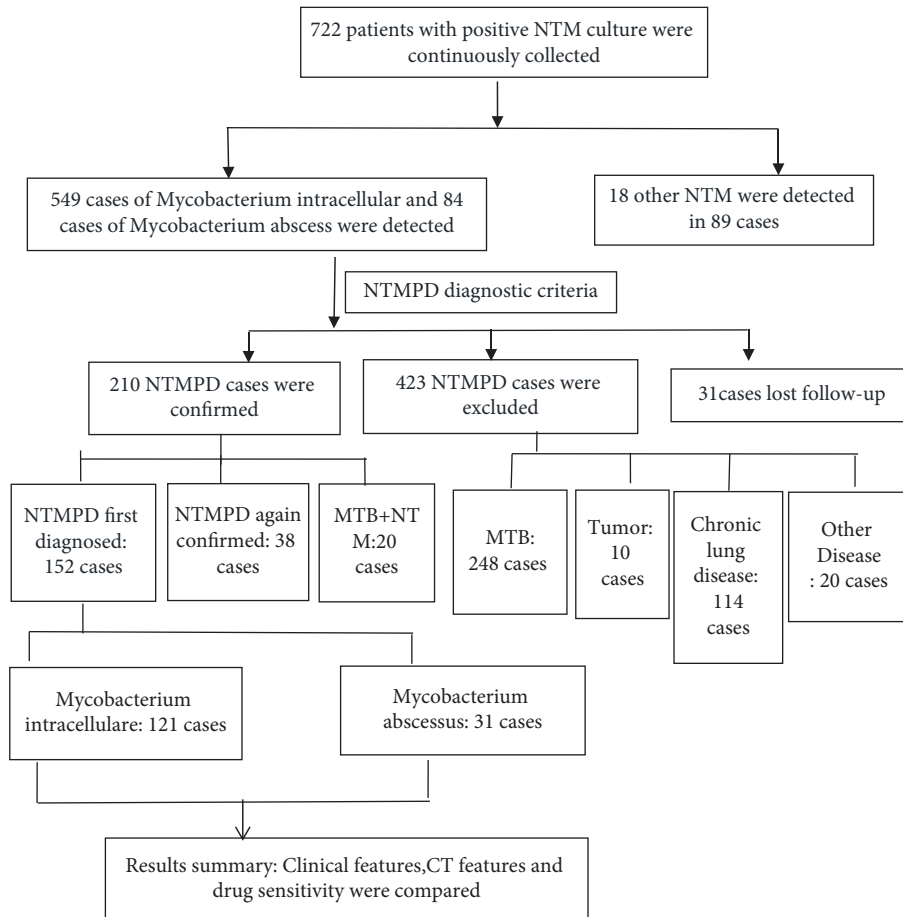 722 patients with positive NTM culture were
continuously collected
549 cases of Mycobacterium intracellular and 84
cases of Mycobacterium abscess were detected
18 other NTM were detected
in 89 cases
NTMPD diagnostic criteria
210 NTMPD cases were
confirmed
423 NTMPD cases were
excluded
31cases lost follow-up
NTMPD first
diagnosed:
152 cases
NTMPD again
confirmed: 38
cases
MTB+NT
M:20
cases
MTB:
248 cases
Tumor:
10
cases
Chronic
lung
disease:
114
cases
Other
Disease
: 20 cases
Mycobacterium
intracellulare: 121 cases
Mycobacterium
abscessus: 31 cases
Results summary: Clinical features,CT features and
drug sensitivity were compared